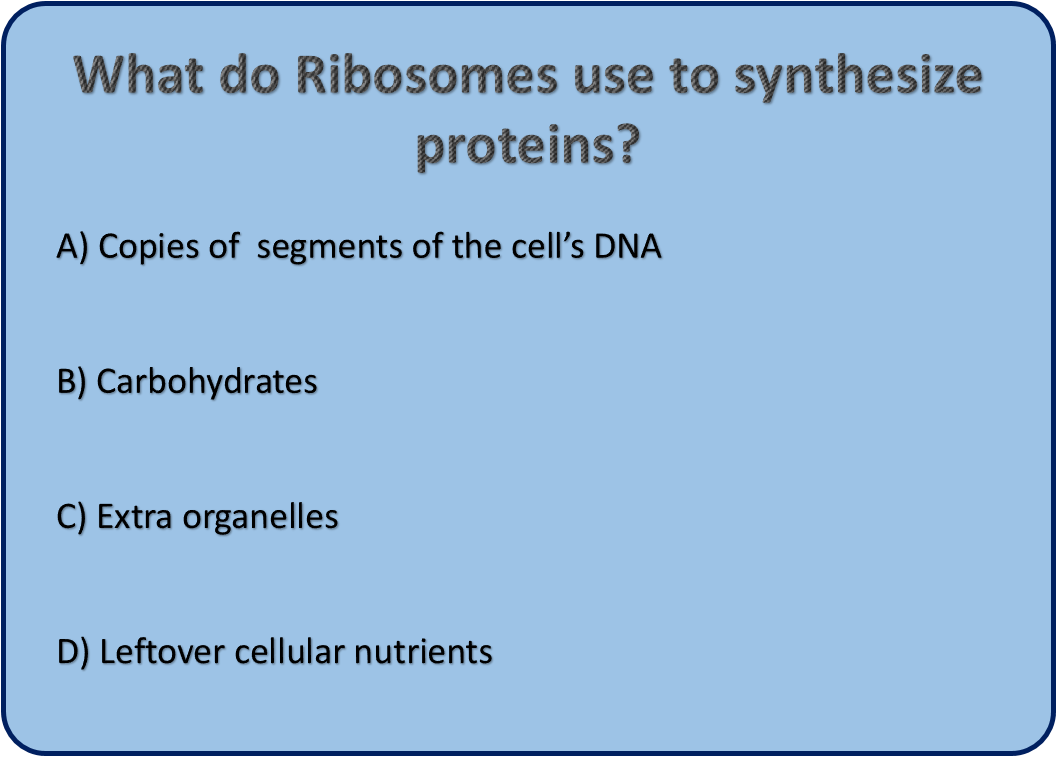 What do Ribosomes use to synthesize
proteins?
A) Copies of  segments of the cell’s DNA
B) Carbohydrates
C) Extra organelles
D) Leftover cellular nutrients